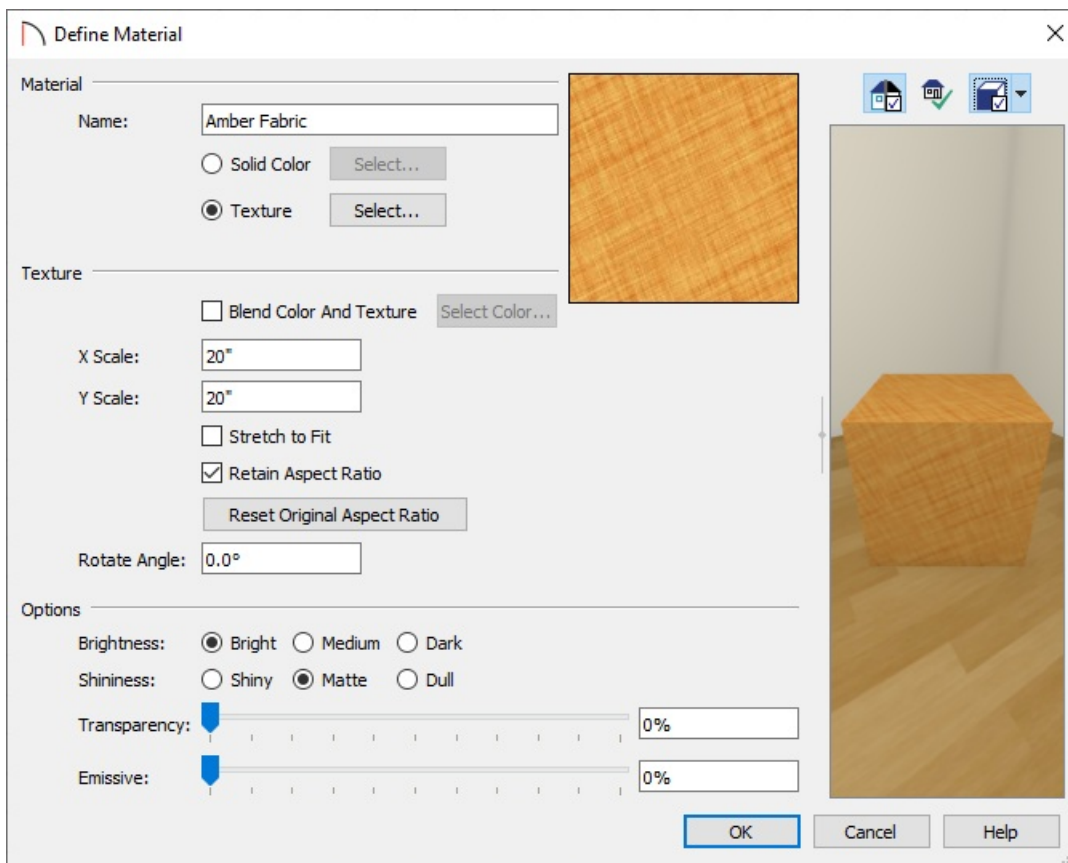 Define Material
Material
Name: Amber Fabric
Solid Color Select...
Texture Select...
Texture
Blend Color And Texture Select Color...
X Scale: 20"
Y Scale: 20"
Stretch to Fit
Retain Aspect Ratio
Reset Original Aspect Ratio
Rotate Angle: 0.0°
Options
Brightness: Bright Medium Dark
Shininess: Shiny Matte Dull
Transparency: 0%
Emissive: 0%
OK Cancel Help